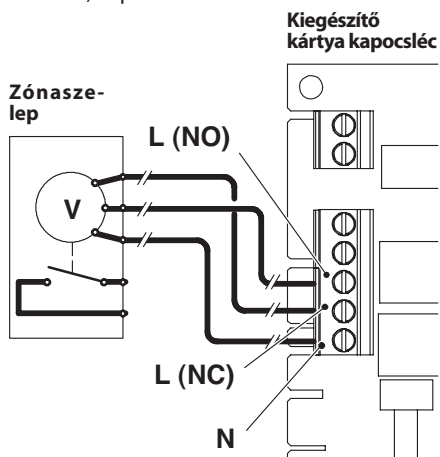 Kiegészítő
kártya kapocsléc
Zónasze-
lep
L (NO)
V
L (NC)
N